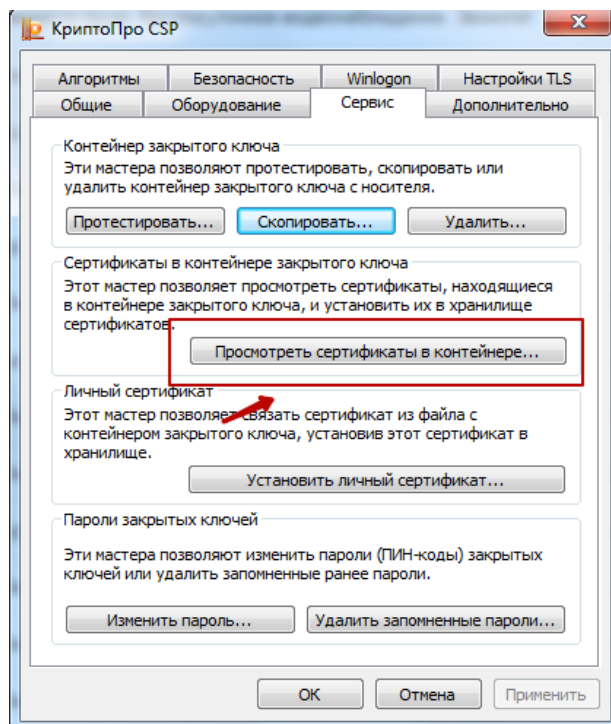 КриптоПро CSP
Алгоритмы Безопасность Winlogon Настройки TLS
Общие Оборудование Сервис Дополнительно
Контейнер закрытого ключа
Эти мастера позволяют протестировать, скопировать или
удалить контейнер закрытого ключа с носителя.
Протестировать... Скопировать... Удалить...
Сертификаты в контейнере закрытого ключа
Этот мастер позволяет просмотреть сертификаты, находящиеся
в контейнере закрытого ключа, и установить их в хранилище
сертификатов.
Просмотреть сертификаты в контейнере...
Личный сертификат
Этот мастер позволяет связать сертификат из файла с
контейнером закрытого ключа, установив этот сертификат в
хранилище.
Установить личный сертификат...
Пароли закрытых ключей
Эти мастера позволяют изменить пароли (ПИН-коды) закрытых
ключей или удалить запомненные ранее пароли.
Изменить пароль... Удалить запомненные пароли...
ОК Отмена Применить